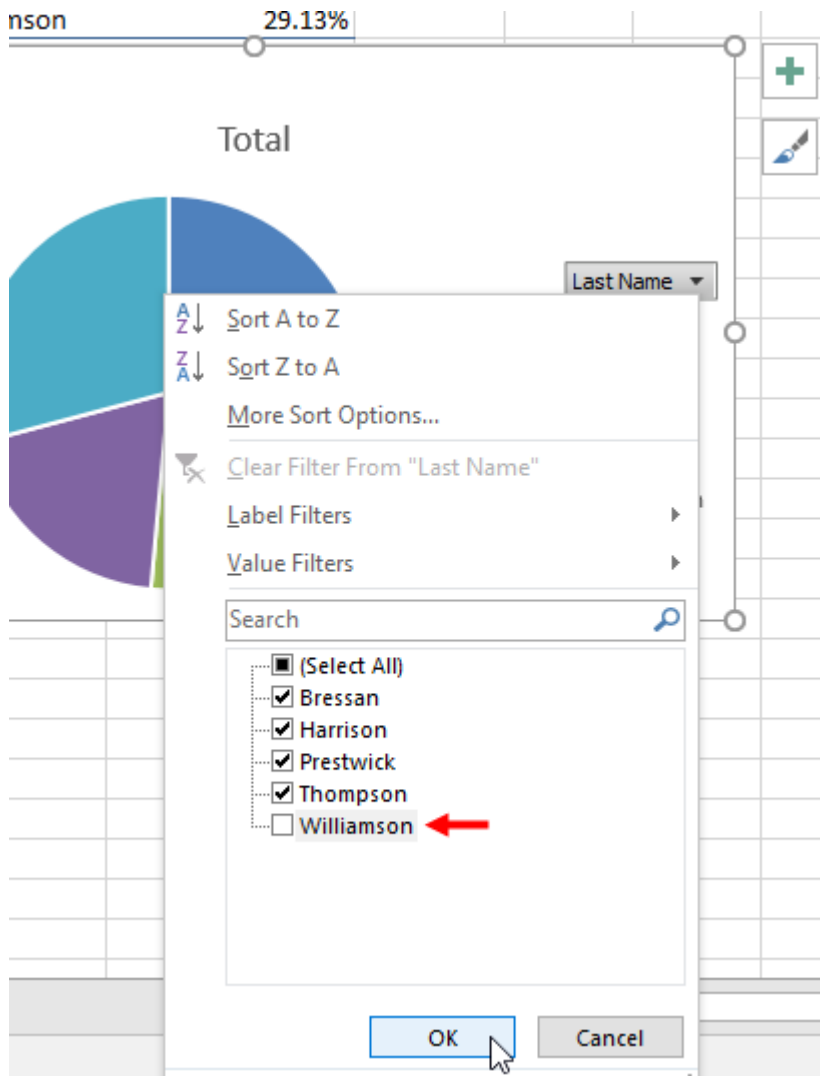 mson 29.13%
Total
Last Name
Sort A to Z
Sort Z to A
More Sort Options...
Clear Filter From "Last Name"
Label Filters
Value Filters
Search
(Select All)
Bressan
Harrison
Prestwick
Thompson
Williamson
OK Cancel